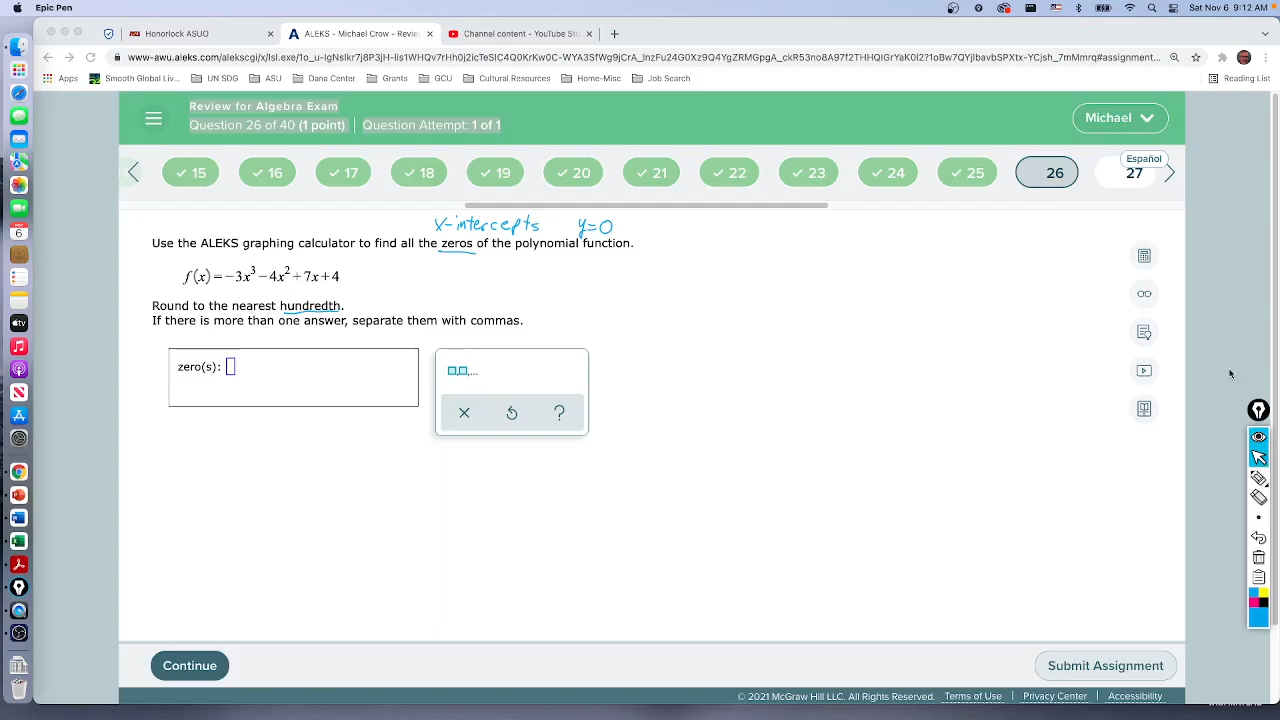 Epic Pen
Sat Nov 6 9:12 AM
Honorlock ASUO
ALEKS - Michael Crow - Revie
Channel content - YouTube Stu
Apps
Smooth Global Liv...
UN SDG
ASU
Dana Center
Grants
GCU
Cultural Resources
Home-Misc
Job Search
Reading List
Review for Algebra Exam
Question 26 of 40 (1 point)
Question Attempt: 1 of 1
Michael
Español
15
16
17
18
19
20
21
22
23
24
25
26
27
x-intercepts y=0
Use the ALEKS graphing calculator to find all the zeros of the polynomial function.
f(x)=−3x³−4x²+7x+4
Round to the nearest hundredth.
If there is more than one answer, separate them with commas.
zero(s):
□,□,...
?
Continue
Submit Assignment
© 2021 McGraw Hill LLC. All Rights Reserved. Terms of Use | Privacy Center | Accessibility